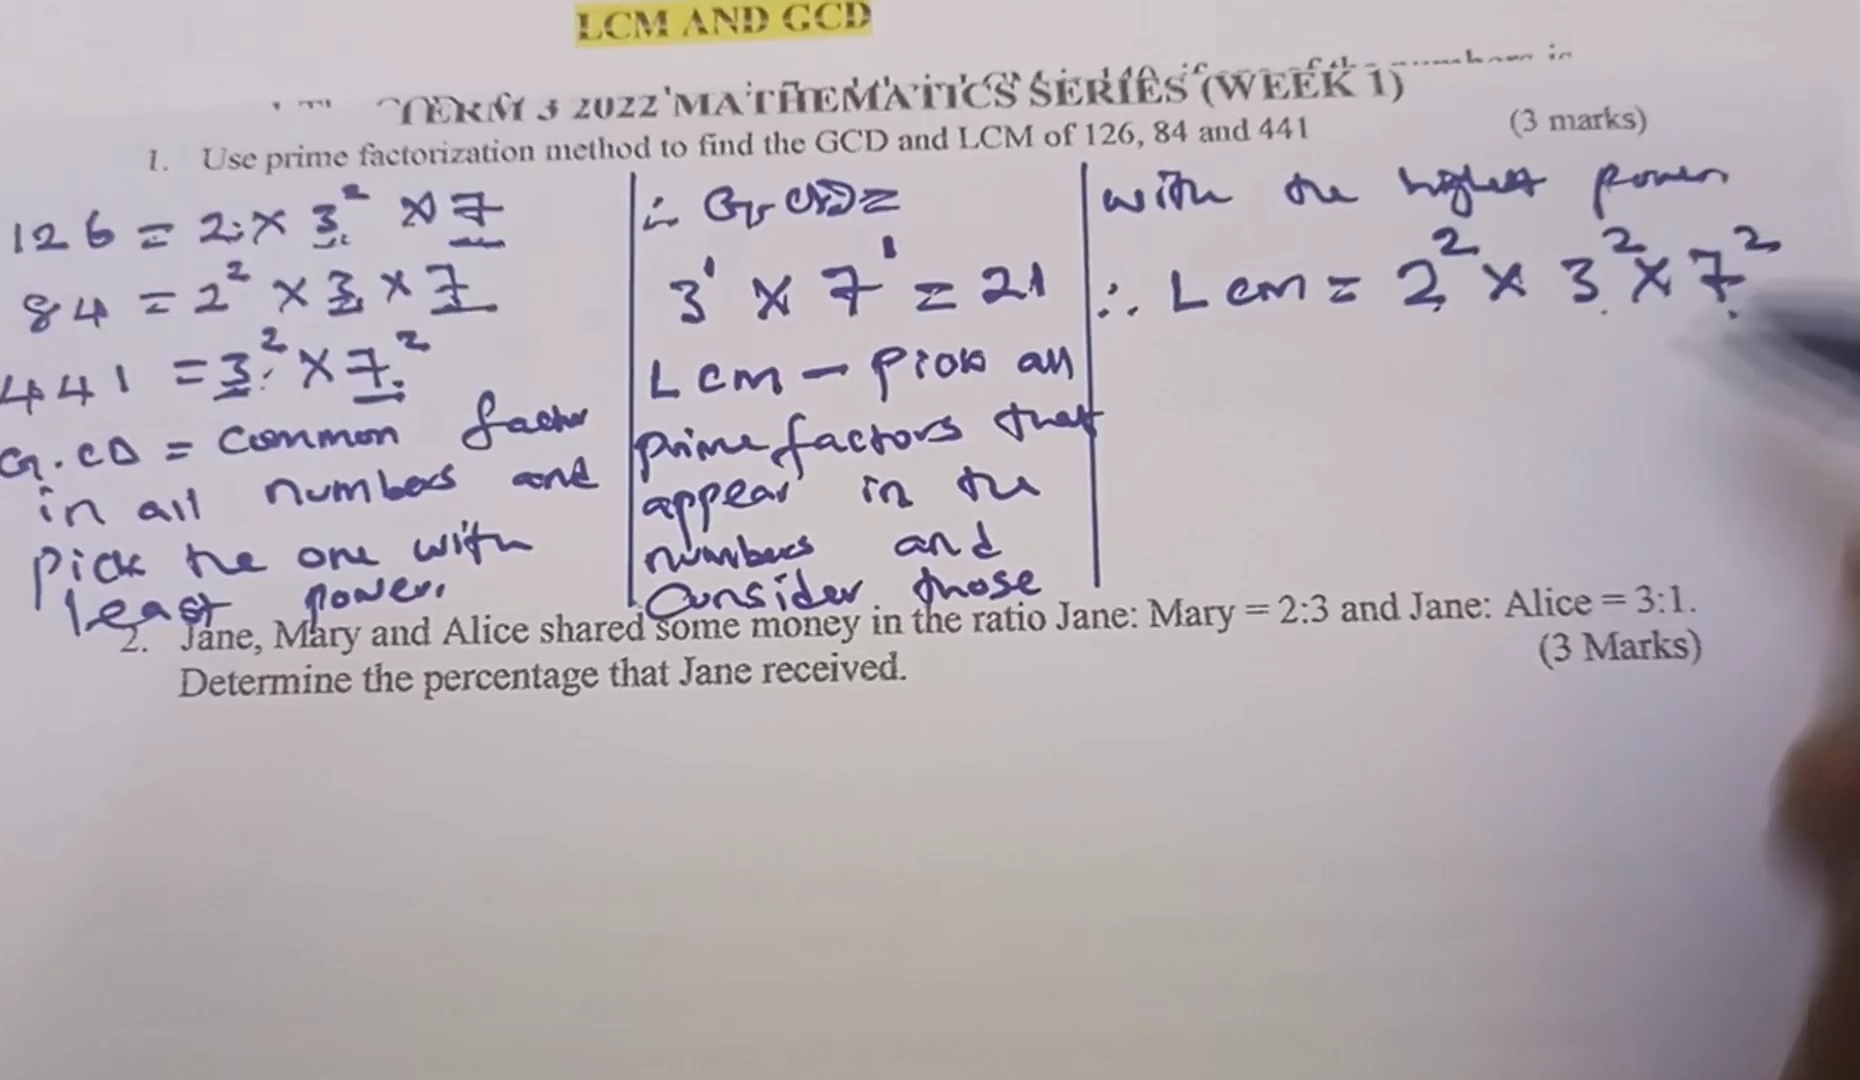 LCM AND GCD
TERM 3 2022 MATHEMATICS SERIES (WEEK 1)
1. Use prime factorization method to find the GCD and LCM of 126, 84 and 441 (3 marks)
126 = 2 × 3² × 7
84 = 2² × 3 × 7
441 = 3² × 7²
G.CD = Common factor
in all numbers and
Pick the one with
least power.
∴ GCD =
3¹ × 7¹ = 21
LCM – Pick all
prime factors that
appear in the
numbers and
Consider those
with the highest power
∴ LCM = 2² × 3² × 7²
2. Jane, Mary and Alice shared some money in the ratio Jane: Mary = 2:3 and Jane: Alice = 3:1.
Determine the percentage that Jane received. (3 Marks)